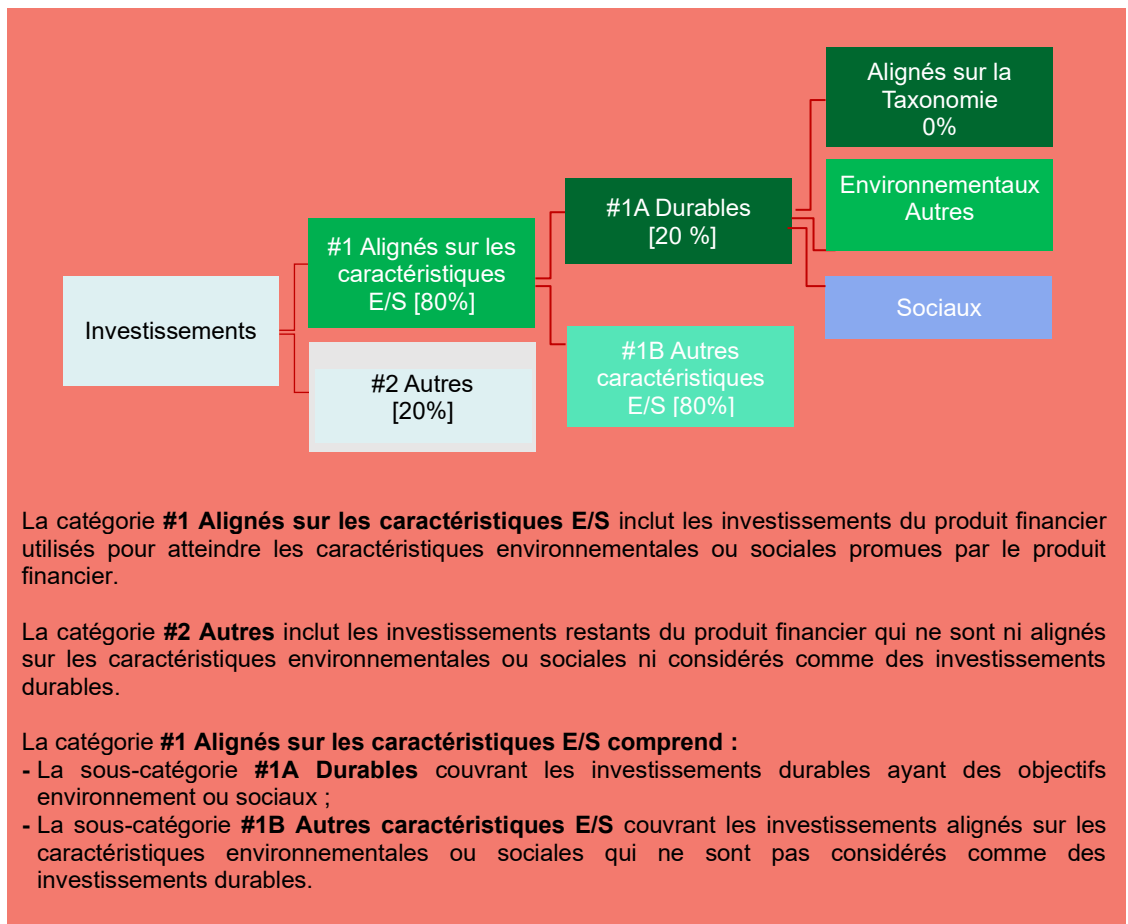 Alignés sur la
Taxonomie
0%
Environnementaux
Autres
#1A Durables
[20 %]
#1 Alignés sur les
caractéristiques
E/S [80%]
Sociaux
Investissements
#1B Autres
caractéristiques
E/S [80%]
#2 Autres
[20%]
La catégorie #1 Alignés sur les caractéristiques E/S inclut les investissements du produit financier
utilisés pour atteindre les caractéristiques environnementales ou sociales promues par le produit
financier.
La catégorie #2 Autres inclut les investissements restants du produit financier qui ne sont ni alignés
sur les caractéristiques environnementales ou sociales ni considérés comme des investissements
durables.
La catégorie #1 Alignés sur les caractéristiques E/S comprend :
- La sous-catégorie #1A Durables couvrant les investissements durables ayant des objectifs
environnement ou sociaux ;
- La sous-catégorie #1B Autres caractéristiques E/S couvrant les investissements alignés sur les
caractéristiques environnementales ou sociales qui ne sont pas considérés comme des
investissements durables.